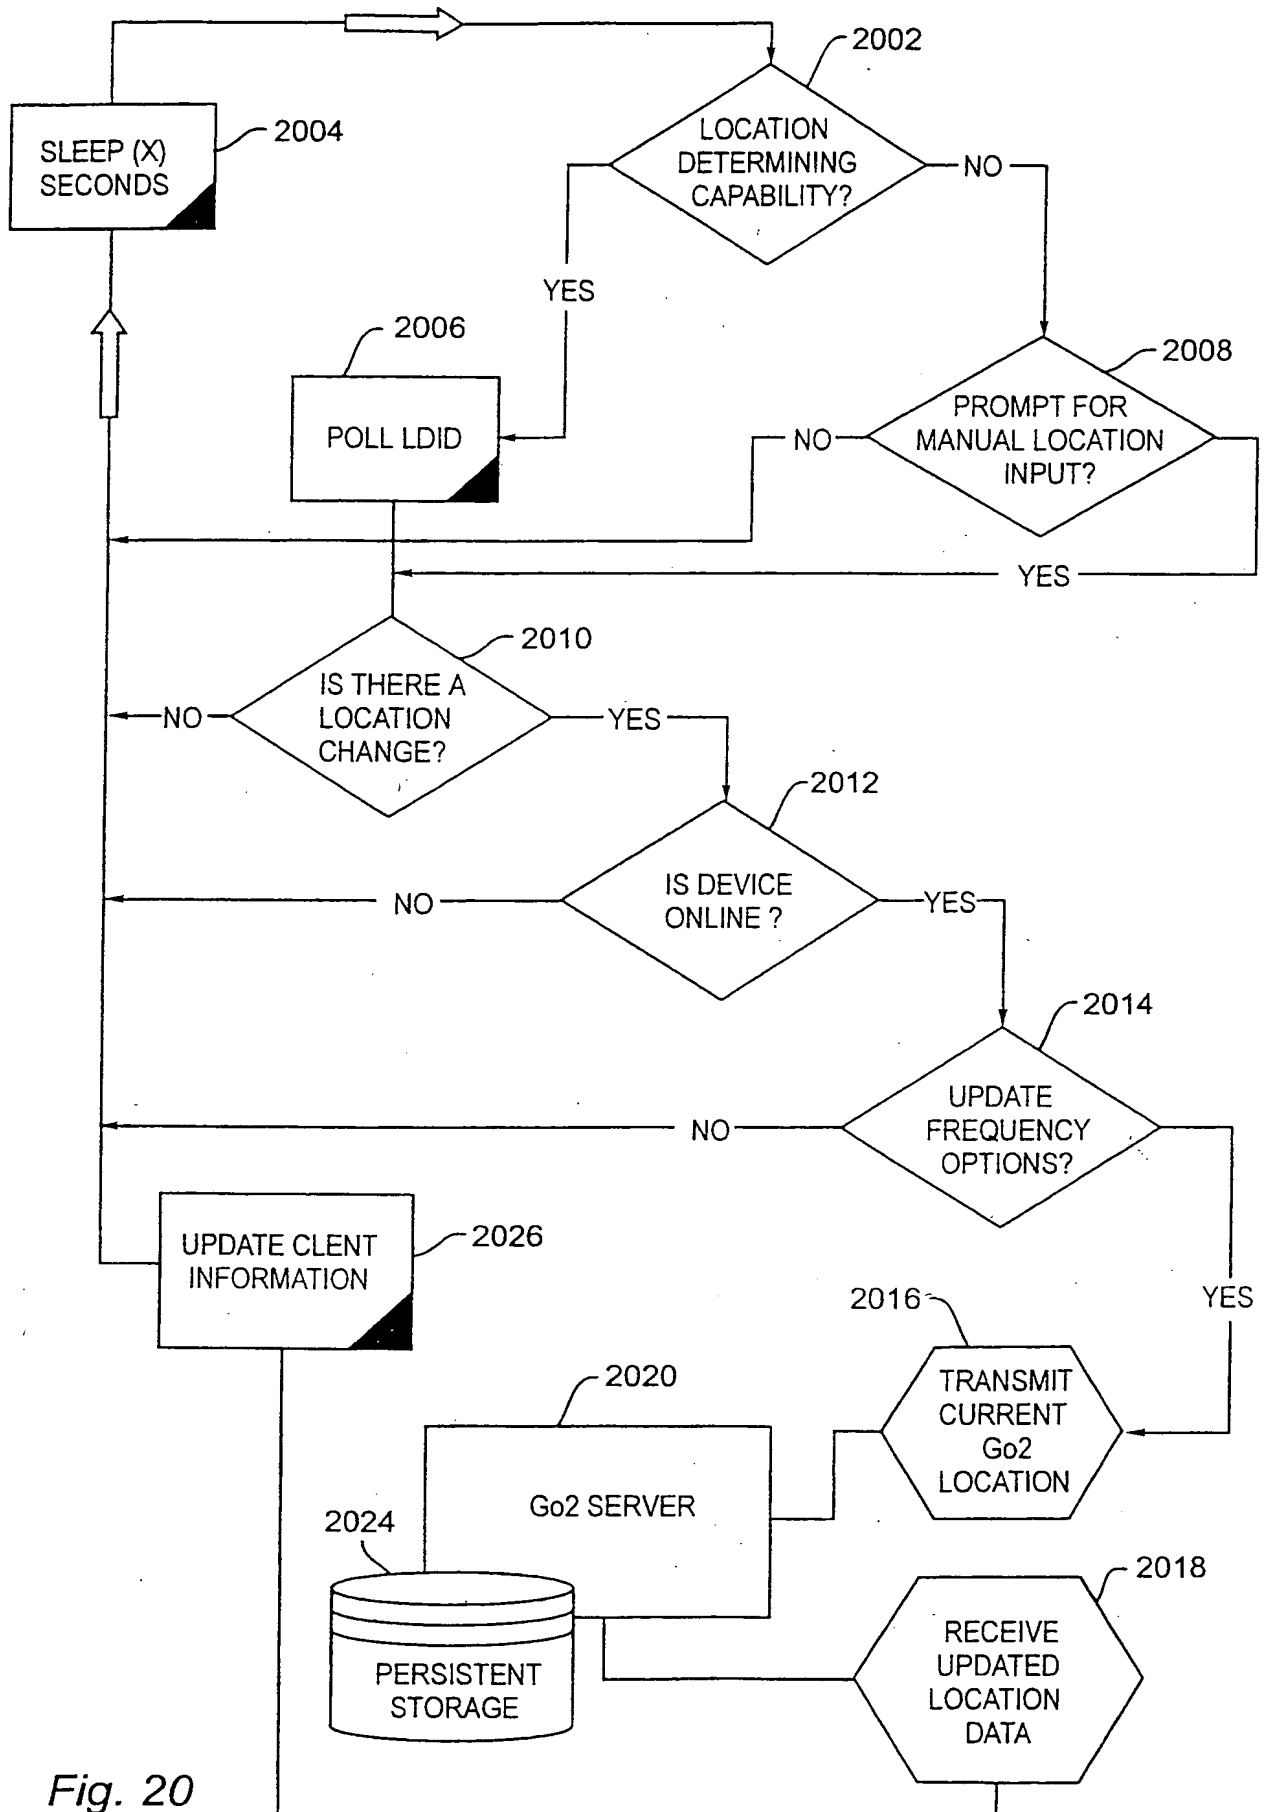 2002
LOCATION
DETERMINING
CAPABILITY?
2004
SLEEP (X)
SECONDS
NO
YES
2006
POLL LDID
2008
PROMPT FOR
MANUAL LOCATION
INPUT?
NO
YES
2010
IS THERE A
LOCATION
CHANGE?
NO
YES
2012
IS DEVICE
ONLINE ?
NO
YES
2014
UPDATE
FREQUENCY
OPTIONS?
NO
YES
2026
UPDATE CLENT
INFORMATION
2016
TRANSMIT
CURRENT
Go2
LOCATION
2020
Go2 SERVER
2024
PERSISTENT
STORAGE
2018
RECEIVE
UPDATED
LOCATION
DATA
Fig. 20